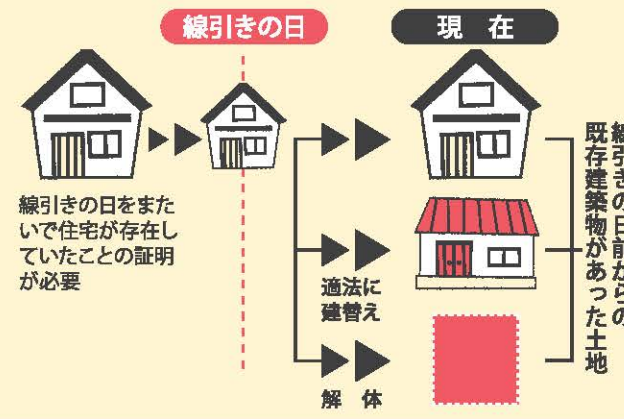 線引きの日
現 在
線引きの日をまた
いで住宅が存在し
ていたことの証明
が必要
適法に
建替え
解 体
線引きの日前からの
既存建築物があった土地